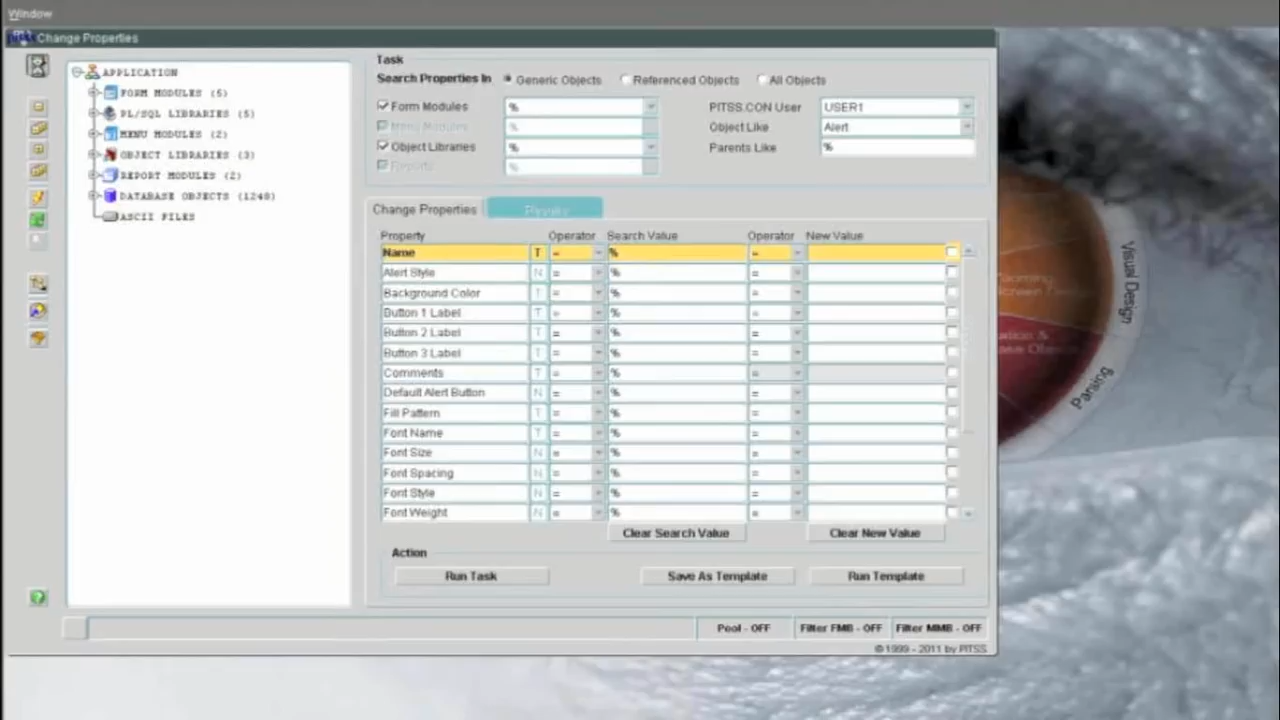 Window
Change Properties
APPLICATION
FORM MODULES (5)
PL/SQL LIBRARIES (5)
MENU MODULES (2)
OBJECT LIBRARIES (3)
REPORT MODULES (2)
DATABASE OBJECTS (1248)
ASCII FILES
Task
Search Properties In Generic Objects Referenced Objects All Objects
Form Modules % PITSS.CON User USER1
Menu Modules % Object Like Alert
Object Libraries % Parents Like %
Reports %
Change Properties Results
Property Operator Search Value Operator New Value
Name T = % =
Alert Style N = % =
Background Color T = % =
Button 1 Label T = % =
Button 2 Label T = % =
Button 3 Label T = % =
Comments T = % =
Default Alert Button N = % =
Fill Pattern T = % =
Font Name T = % =
Font Size N = % =
Font Spacing N = % =
Font Style N = % =
Font Weight N = % =
Clear Search Value Clear New Value
Action
Run Task Save As Template Run Template
Pool - OFF Filter FMB - OFF Filter MMB - OFF
© 1999 - 2011 by PITSS
Visual Design
Parsing